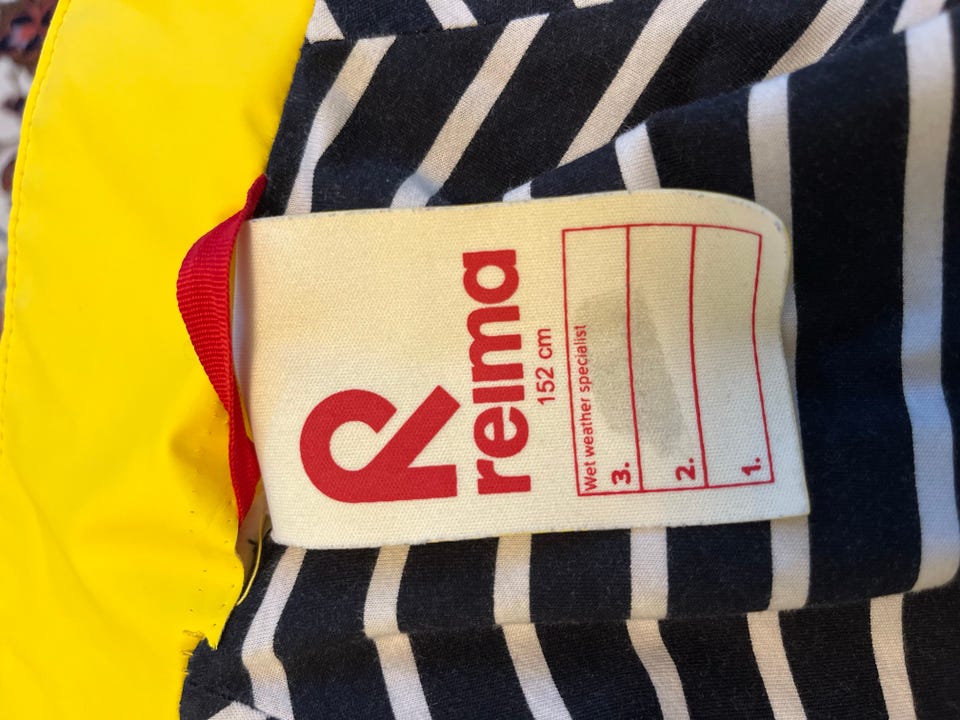 reima
152 cm
Wet weather specialist
3.
2.
1.